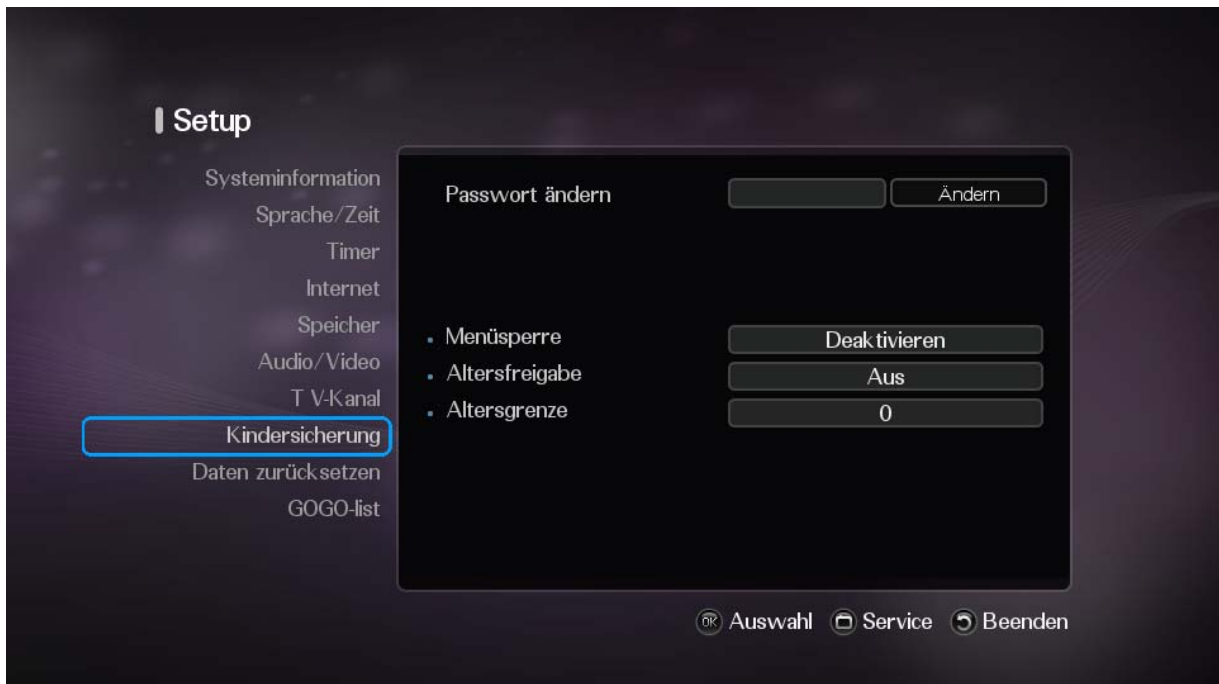 Setup
Systeminformation
Sprache/Zeit
Timer
Internet
Speicher
Audio/Video
T V-Kanal
Kindersicherung
Daten zurücksetzen
GOGO-list
Passwort ändern Ändern
Menüsperre Deaktivieren
Altersfreigabe Aus
Altersgrenze 0
OK Auswahl Service Beenden